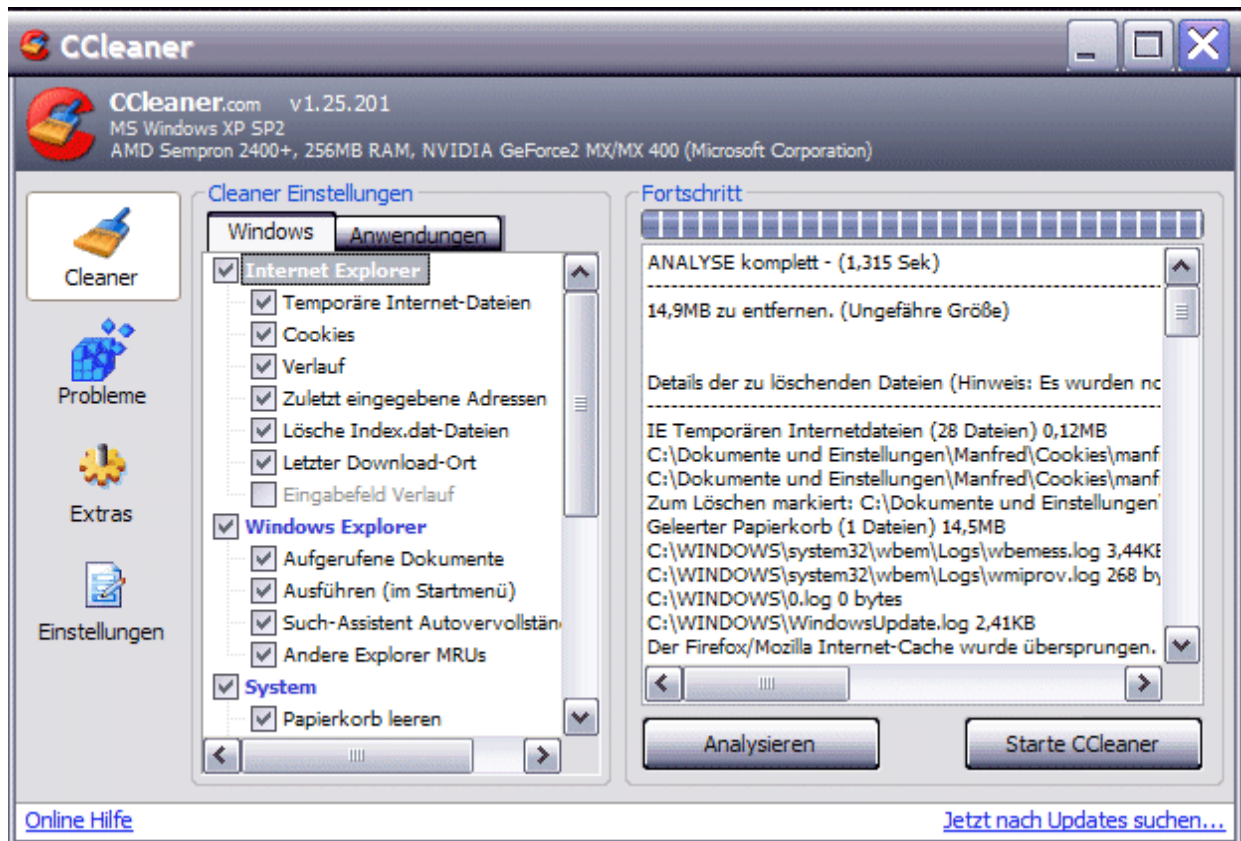 CCleaner
CCleaner.com v1.25.201
MS Windows XP SP2
AMD Sempron 2400+, 256MB RAM, NVIDIA GeForce2 MX/MX 400 (Microsoft Corporation)
Cleaner
Probleme
Extras
Einstellungen
Cleaner Einstellungen
Windows
Anwendungen
Internet Explorer
Temporäre Internet-Dateien
Cookies
Verlauf
Zuletzt eingegebene Adressen
Lösche Index.dat-Dateien
Letzter Download-Ort
Eingabefeld Verlauf
Windows Explorer
Aufgerufene Dokumente
Ausführen (im Startmenü)
Such-Assistent Autovervollstän
Andere Explorer MRUs
System
Papierkorb leeren
Fortschritt
ANALYSE komplett - (1,315 Sek)
14,9MB zu entfernen. (Ungefähre Größe)
Details der zu löschenden Dateien (Hinweis: Es wurden nc
IE Temporären Internetdateien (28 Dateien) 0,12MB
C:\Dokumente und Einstellungen\Manfred\Cookies\manf
C:\Dokumente und Einstellungen\Manfred\Cookies\manf
Zum Löschen markiert: C:\Dokumente und Einstellungen\
Geleerter Papierkorb (1 Dateien) 14,5MB
C:\WINDOWS\system32\wbem\Logs\wbemess.log 3,44KB
C:\WINDOWS\system32\wbem\Logs\wmiprov.log 268 by
C:\WINDOWS\0.log 0 bytes
C:\WINDOWS\WindowsUpdate.log 2,41KB
Der Firefox/Mozilla Internet-Cache wurde übersprungen.
Analysieren
Starte CCleaner
Online Hilfe
Jetzt nach Updates suchen...